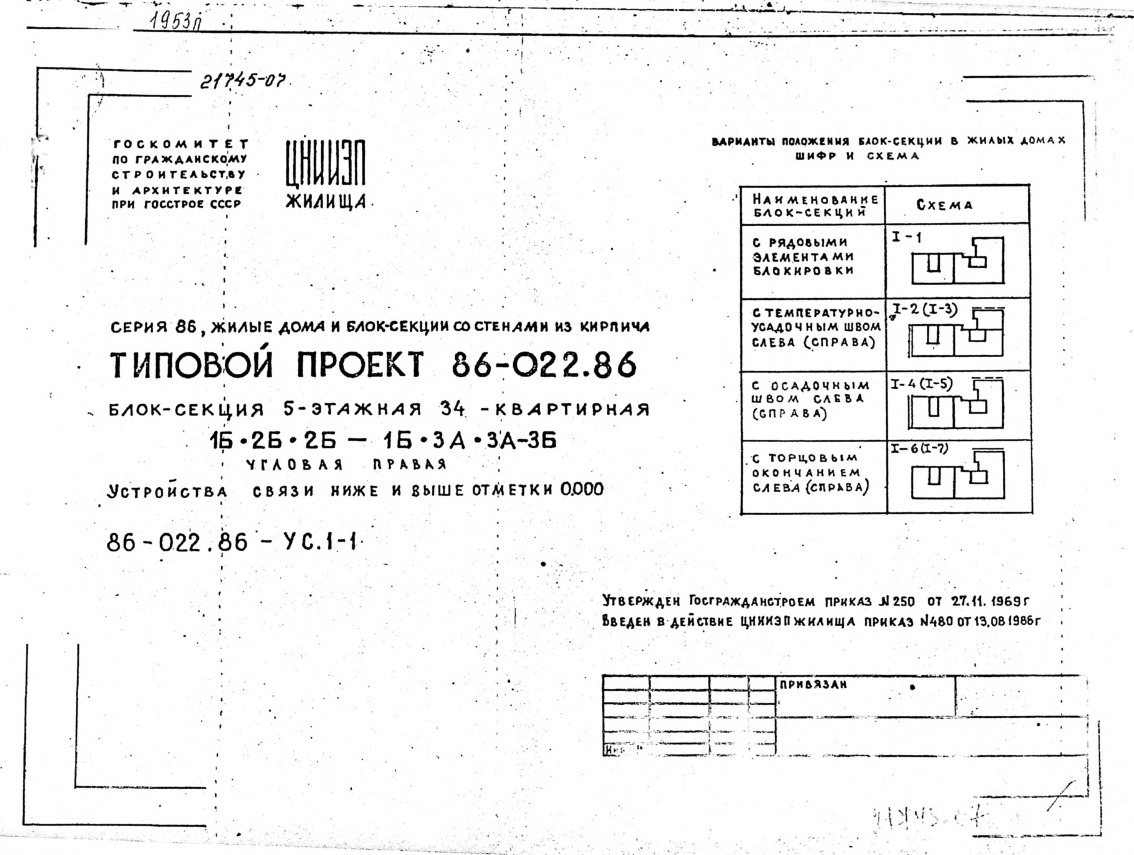 1953п
21745-07
ГОСКОМИТЕТ
ПО ГРАЖДАНСКОМУ
СТРОИТЕЛЬСТВУ
И АРХИТЕКТУРЕ
ПРИ ГОССТРОЕ СССР
ЦНИИЭП
ЖИЛИЩА
СЕРИЯ 86, ЖИЛЫЕ ДОМА И БЛОК-СЕКЦИИ СО СТЕНАМИ ИЗ КИРПИЧА
ТИПОВОЙ ПРОЕКТ 86-022.86
БЛОК-СЕКЦИЯ 5-ЭТАЖНАЯ 34-КВАРТИРНАЯ
1Б•2Б•2Б — 1Б•3А•3А-3Б
УГЛОВАЯ ПРАВАЯ
УСТРОЙСТВА СВЯЗИ НИЖЕ И ВЫШЕ ОТМЕТКИ 0.000
86-022.86-УС.1-1
ВАРИАНТЫ ПОЛОЖЕНИЯ БЛОК-СЕКЦИИ В ЖИЛЫХ ДОМАХ
ШИФР И СХЕМА
НАИМЕНОВАНИЕ
БЛОК-СЕКЦИЙ
СХЕМА
С РЯДОВЫМИ
ЭЛЕМЕНТАМИ
БЛОКИРОВКИ
I-1
С ТЕМПЕРАТУРНО-
УСАДОЧНЫМ ШВОМ
СЛЕВА (СПРАВА)
I-2 (I-3)
С ОСАДОЧНЫМ
ШВОМ СЛЕВА
(СПРАВА)
I-4 (I-5)
С ТОРЦОВЫМ
ОКОНЧАНИЕМ
СЛЕВА (СПРАВА)
I-6 (I-7)
УТВЕРЖДЕН ГОСГРАЖДАНСТРОЕМ ПРИКАЗ N 250 ОТ 27.11.1969г
ВВЕДЕН В ДЕЙСТВИЕ ЦНИИЭП ЖИЛИЩА ПРИКАЗ N480 ОТ 13.08 1986г
ПРИВЯЗАН